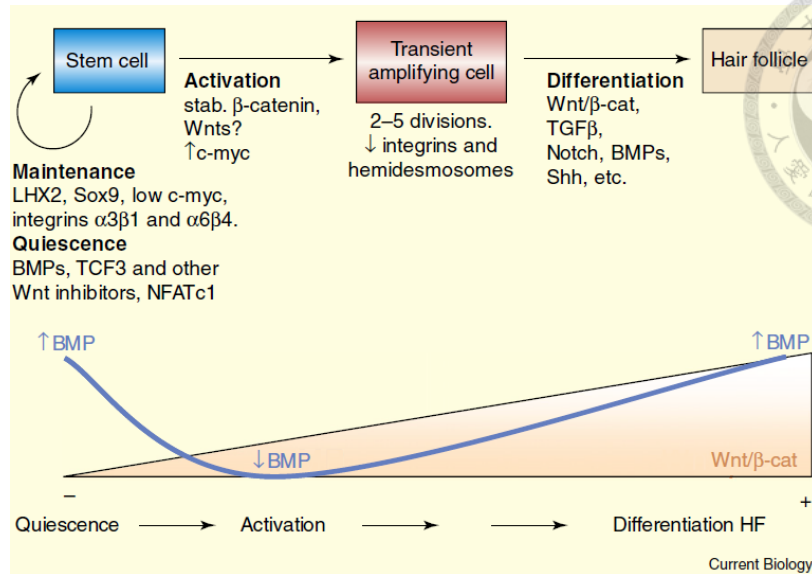 Stem cell
Activation
stab. β-catenin,
Wnts?
↑c-myc
Transient
amplifying cell
2–5 divisions.
↓ integrins and
hemidesmosomes
Differentiation
Wnt/β-cat,
TGFβ
Notch, BMPs,
Shh, etc.
Hair follicle
Maintenance
LHX2, Sox9, low c-myc,
integrins α3β1 and α6β4.
Quiescence
BMPs, TCF3 and other
Wnt inhibitors, NFATc1
↑BMP
↓BMP
↑BMP
Wnt/β-cat
– +
Quiescence → Activation → → Differentiation HF
Current Biology